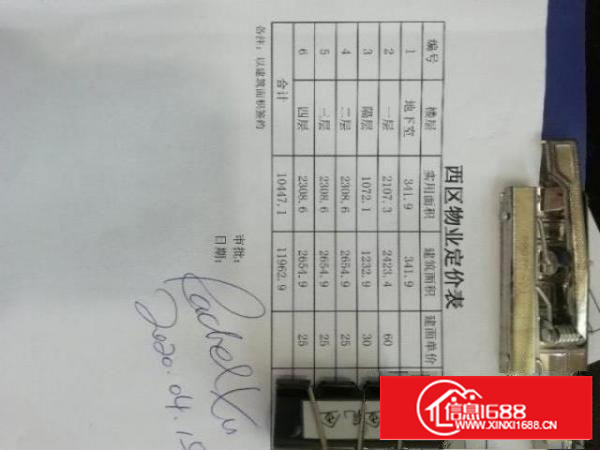 西区物业定价表
编号 楼层 实用面积 建筑面积 建面单价
1 地下室 341.9 341.9
2 一层 2107.3 2423.4 60
3 隔层 1072.1 1232.9 30
4 二层 2308.6 2654.9 25
5 三层 2308.6 2654.9 25
6 四层 2308.6 2654.9 25
合计 10447.1 11962.9
备注：以建筑面积签约
审批：
日期：
2020.04.15
信息1688
WWW.XINXI1688.CN